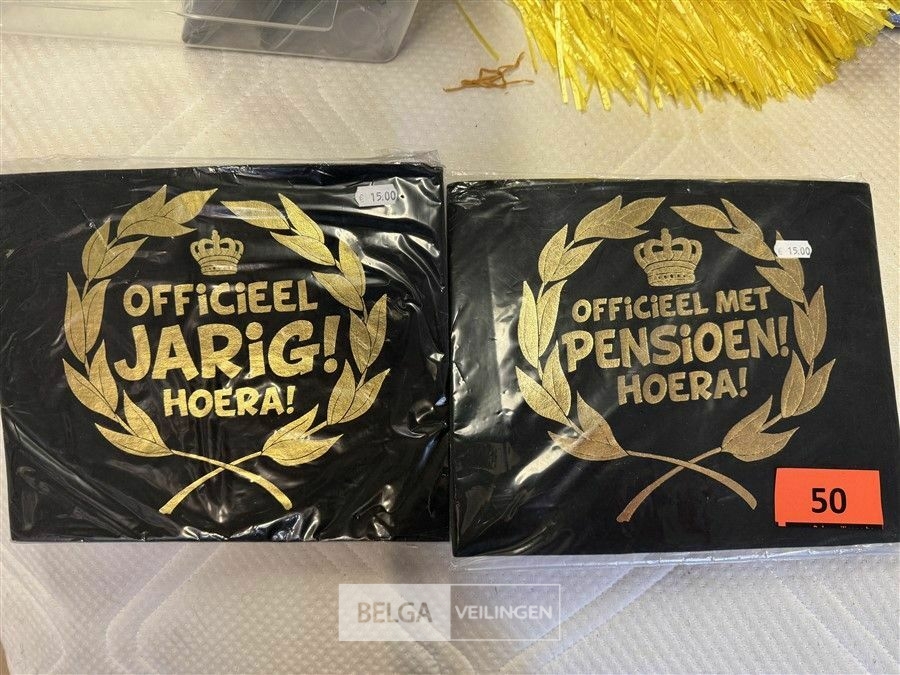 € 15.00
OFFiCiEEL
JARiG!
HOERA!
€ 15.00
OFFiCiEEL MET
PENSiOEN!
HOERA!
50
BELGA VEILINGEN